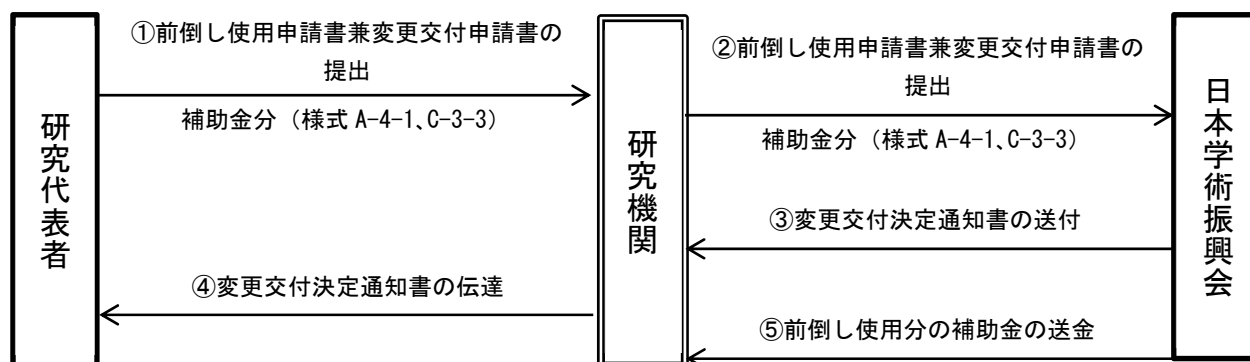 研究代表者
①前倒し使用申請書兼変更交付申請書の
提出
補助金分（様式 A-4-1、C-3-3）
④変更交付決定通知書の伝達
研究機関
②前倒し使用申請書兼変更交付申請書の
提出
補助金分（様式 A-4-1、C-3-3）
③変更交付決定通知書の送付
⑤前倒し使用分の補助金の送金
日本学術振興会